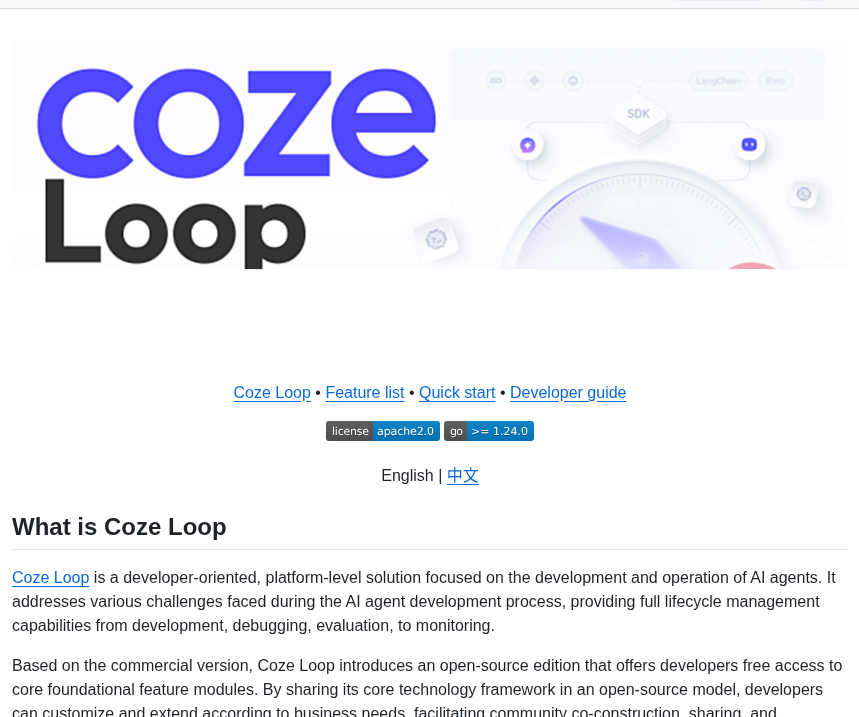 coze
Loop
LangChain
Eino
SDK
Coze Loop • Feature list • Quick start • Developer guide
license apache2.0 go >= 1.24.0
English | 中文
What is Coze Loop
Coze Loop is a developer-oriented, platform-level solution focused on the development and operation of AI agents. It
addresses various challenges faced during the AI agent development process, providing full lifecycle management
capabilities from development, debugging, evaluation, to monitoring.
Based on the commercial version, Coze Loop introduces an open-source edition that offers developers free access to
core foundational feature modules. By sharing its core technology framework in an open-source model, developers
can customize and extend according to business needs, facilitating community co-construction, sharing, and